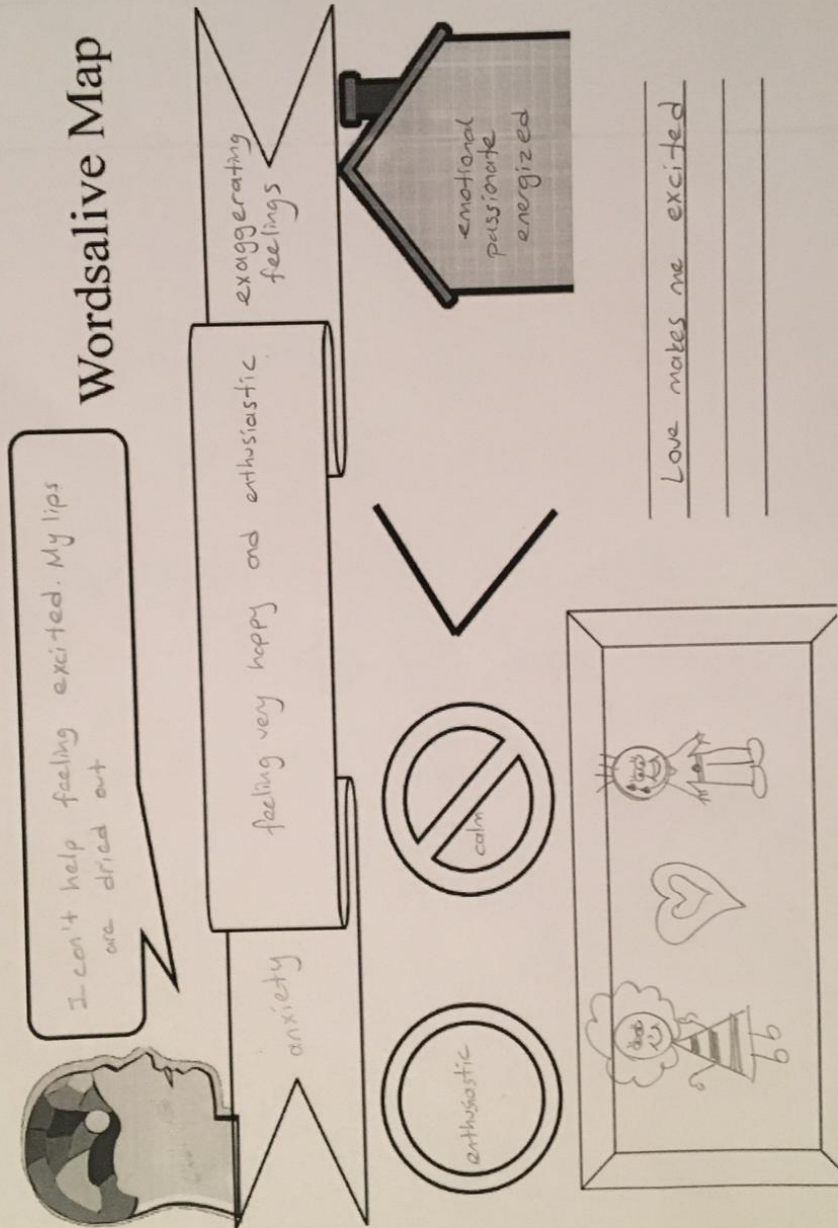 Wordsalive Map
I can't help feeling excited. My lips
are dried out
anxiety
feeling very happy and enthusiastic
exaggerating
feelings
enthusiastic
calm
emotional
passionate
energized
Love makes me excited